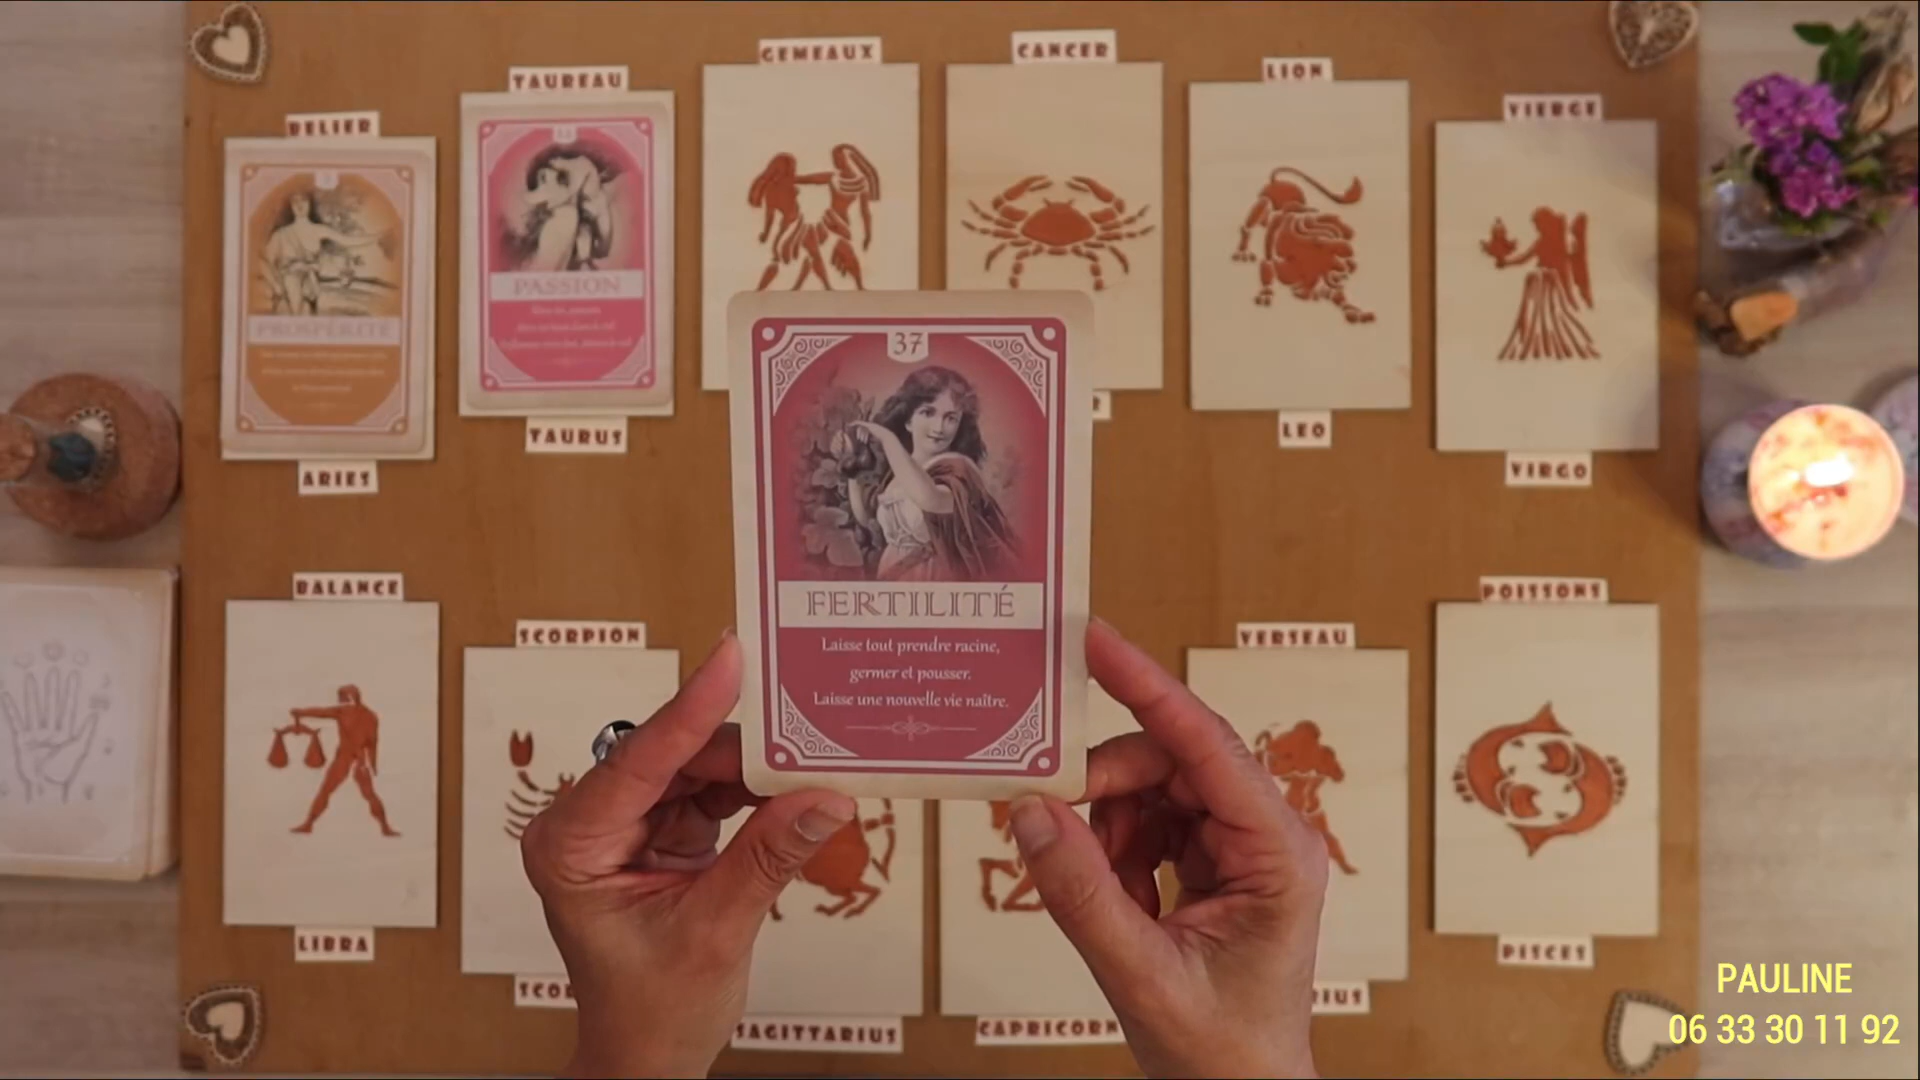 GEMEAUX
CANCER
LION
TAUREAU
VIERGE
BELIER
PROSPÉRITÉ
PASSION
TAURUS
LEO
VIRGO
ARIES
37
FERTILITÉ
Laisse tout prendre racine,
germer et pousser.
Laisse une nouvelle vie naître.
BALANCE
SCORPION
VERSEAU
POISSONS
LIBRA
PISCES
SAGITTARIUS
CAPRICORN
PAULINE
06 33 30 11 92